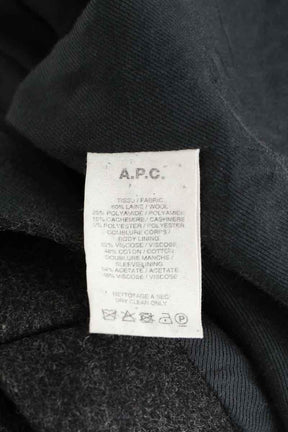 A.P.C.
TISSU / FABRIC
60% LAINE / WOOL
25% POLYAMIDE / POLYAMIDE
10% CACHEMIRE / CASHMERE
5% POLYESTER / POLYESTER
DOUBLURE CORPS /
BODY LINING
52% VISCOSE / VISCOSE
48% COTON / COTTON
DOUBLURE MANCHE /
SLEEVE LINING
54% ACETATE / ACETATE
46% VISCOSE / VISCOSE
NETTOYAGE A SEC/
DRY CLEAN ONLY
P